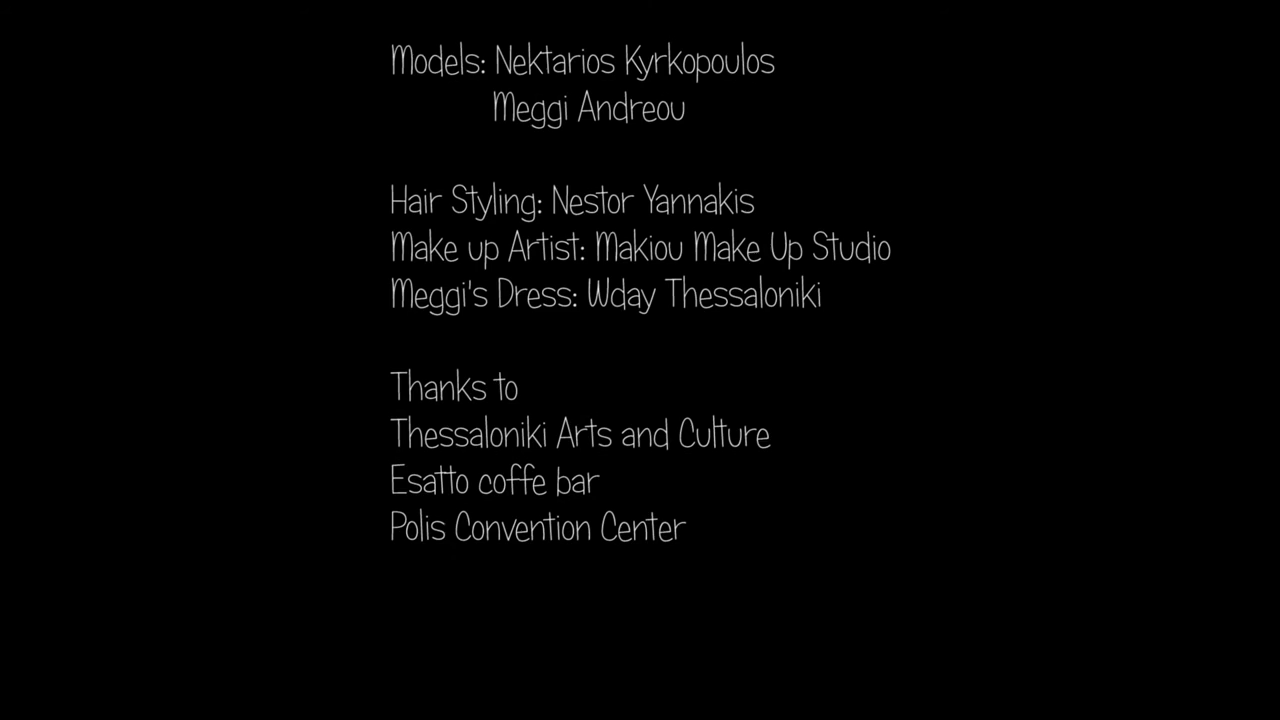 Models: Nektarios Kyrkopoulos
Meggi Andreou
Hair Styling: Nestor Yannakis
Make up Artist: Makiou Make Up Studio
Meggi's Dress: Wday Thessaloniki
Thanks to
Thessaloniki Arts and Culture
Esatto coffe bar
Polis Convention Center